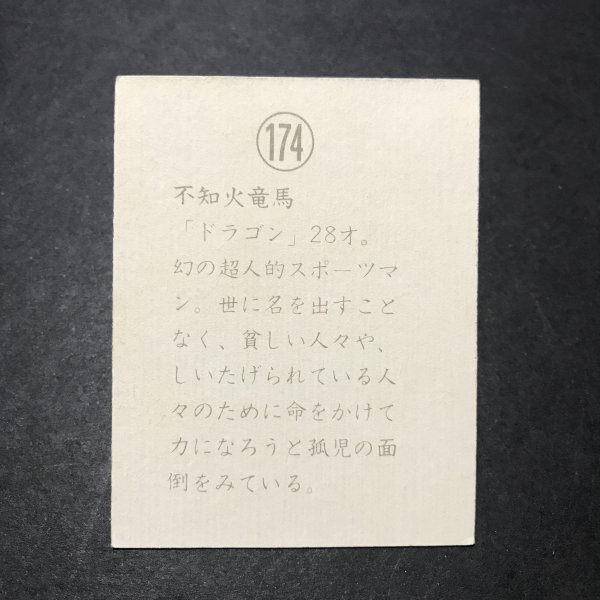 174
不知火竜馬
「ドラゴン」28才。
幻の超人的スポーツマ
ン。世に名を出すこと
なく、貧しい人々や、
しいたげられている人
々のために命をかけて
力になろうと孤児の面
倒をみている。